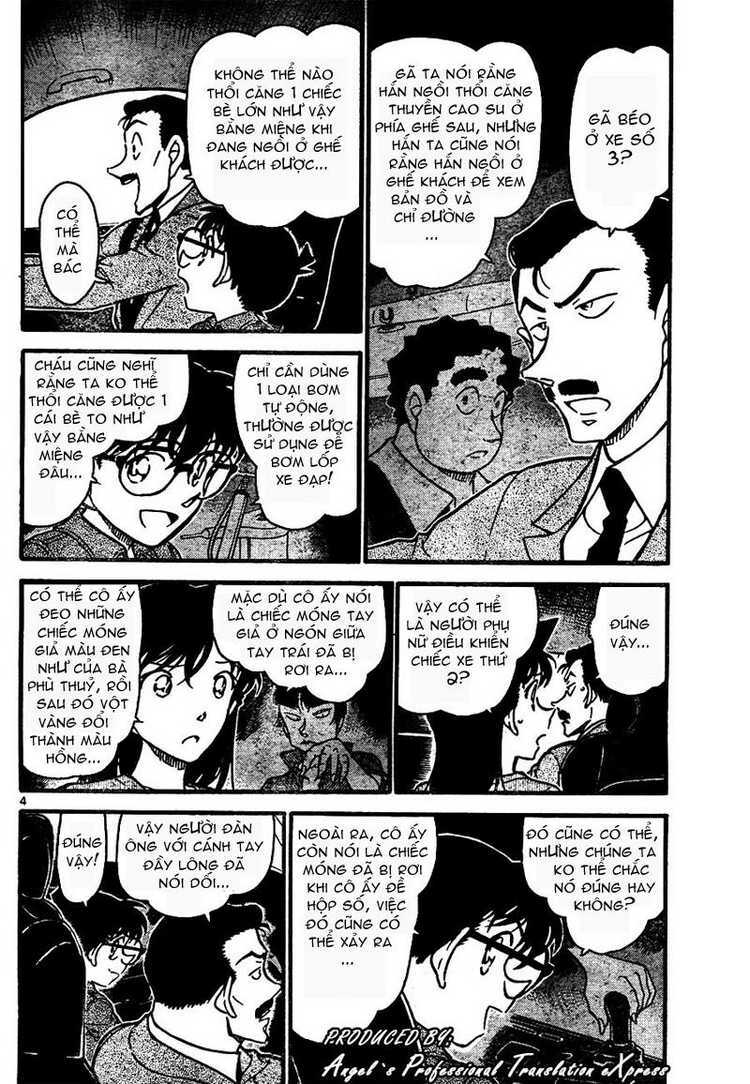 GÃ BÉO
Ở XE SỐ
3?
GÃ TA NÓI RẰNG
HẮN NGỒI THỔI CĂNG
THUYỀN CAO SU Ở
PHÍA GHẾ SAU, NHƯNG
HẮN TA CŨNG NÓI
RẰNG HẮN NGỒI Ở
GHẾ KHÁCH ĐỂ XEM
BẢN ĐỒ VÀ
CHỈ ĐƯỜNG
...
KHÔNG THỂ NÀO
THỔI CĂNG 1 CHIẾC
BÈ LỚN NHƯ VẬY
BẰNG MIỆNG KHI
ĐANG NGỒI Ở GHẾ
KHÁCH ĐƯỢC...
CÓ
THỂ
MÀ
BÁC
CHỈ CẦN DÙNG
1 LOẠI BƠM
TỰ ĐỘNG,
THƯỜNG ĐƯỢC
SỬ DỤNG ĐỂ
BƠM LỐP
XE ĐẠP!
CHÁU CŨNG NGHĨ
RẰNG TA KO THỂ
THỔI CĂNG ĐƯỢC 1
CÁI BÈ TO NHƯ
VẬY BẰNG
MIỆNG
ĐÂU...
ĐÚNG
VẬY...
VẬY CÓ THỂ
LÀ NGƯỜI PHỤ
NỮ ĐIỀU KHIỂN
CHIẾC XE THỨ
2?
MẶC DÙ CÔ ẤY NÓI
LÀ CHIẾC MÓNG TAY
GIẢ Ở NGÓN GIỮA
TAY TRÁI ĐÃ BỊ
RƠI RA...
CÓ THỂ CÔ ẤY
ĐEO NHỮNG
CHIẾC MÓNG
GIẢ MÀU ĐEN
NHƯ CỦA BÀ
PHÙ THUỶ, RỒI
SAU ĐÓ VỘT
VÀNG ĐỔI
THÀNH MÀU
HỒNG...
4
ĐÓ CŨNG CÓ THỂ,
NHƯNG CHÚNG TA
KO THỂ CHẮC
NÓ ĐÚNG HAY
KHÔNG?
NGOÀI RA, CÔ ẤY
CÒN NÓI LÀ CHIẾC
MÓNG ĐÃ BỊ RƠI
KHI CÔ ẤY ĐỀ
HỘP SỐ, VIỆC
ĐÓ CŨNG CÓ
THỂ XẢY RA
...
VẬY NGƯỜI ĐÀN
ÔNG VỚI CÁNH TAY
ĐẦY LÔNG ĐÃ
NÓI DỐI...
ĐÚNG
VẬY!
PRODUCED BY:
Angel`s Professional Translation eXpress